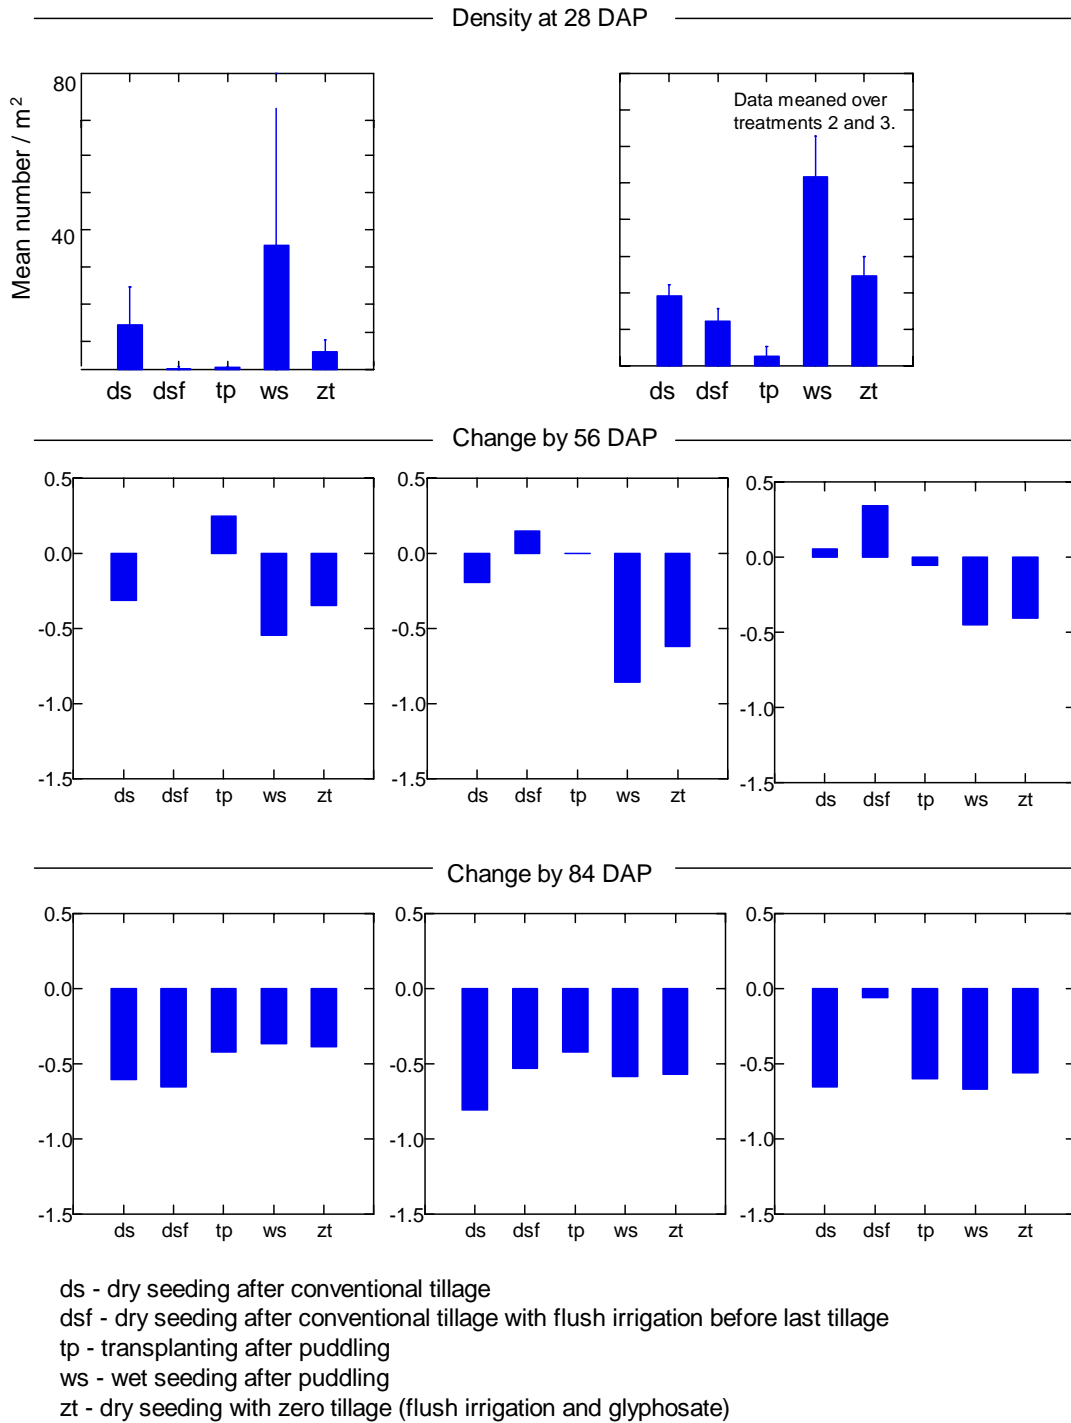 Density at 28 DAP
Mean number / m²
80
40
ds dsf tp ws zt
Data meaned over
treatments 2 and 3.
ds dsf tp ws zt
Change by 56 DAP
0.5
0.0
-0.5
-1.0
-1.5
ds dsf tp ws zt
0.5
0.0
-0.5
-1.0
-1.5
ds dsf tp ws zt
0.5
0.0
-0.5
-1.0
-1.5
ds dsf tp ws zt
Change by 84 DAP
0.5
0.0
-0.5
-1.0
-1.5
ds dsf tp ws zt
0.5
0.0
-0.5
-1.0
-1.5
ds dsf tp ws zt
0.5
0.0
-0.5
-1.0
-1.5
ds dsf tp ws zt
ds - dry seeding after conventional tillage
dsf - dry seeding after conventional tillage with flush irrigation before last tillage
tp - transplanting after puddling
ws - wet seeding after puddling
zt - dry seeding with zero tillage (flush irrigation and glyphosate)